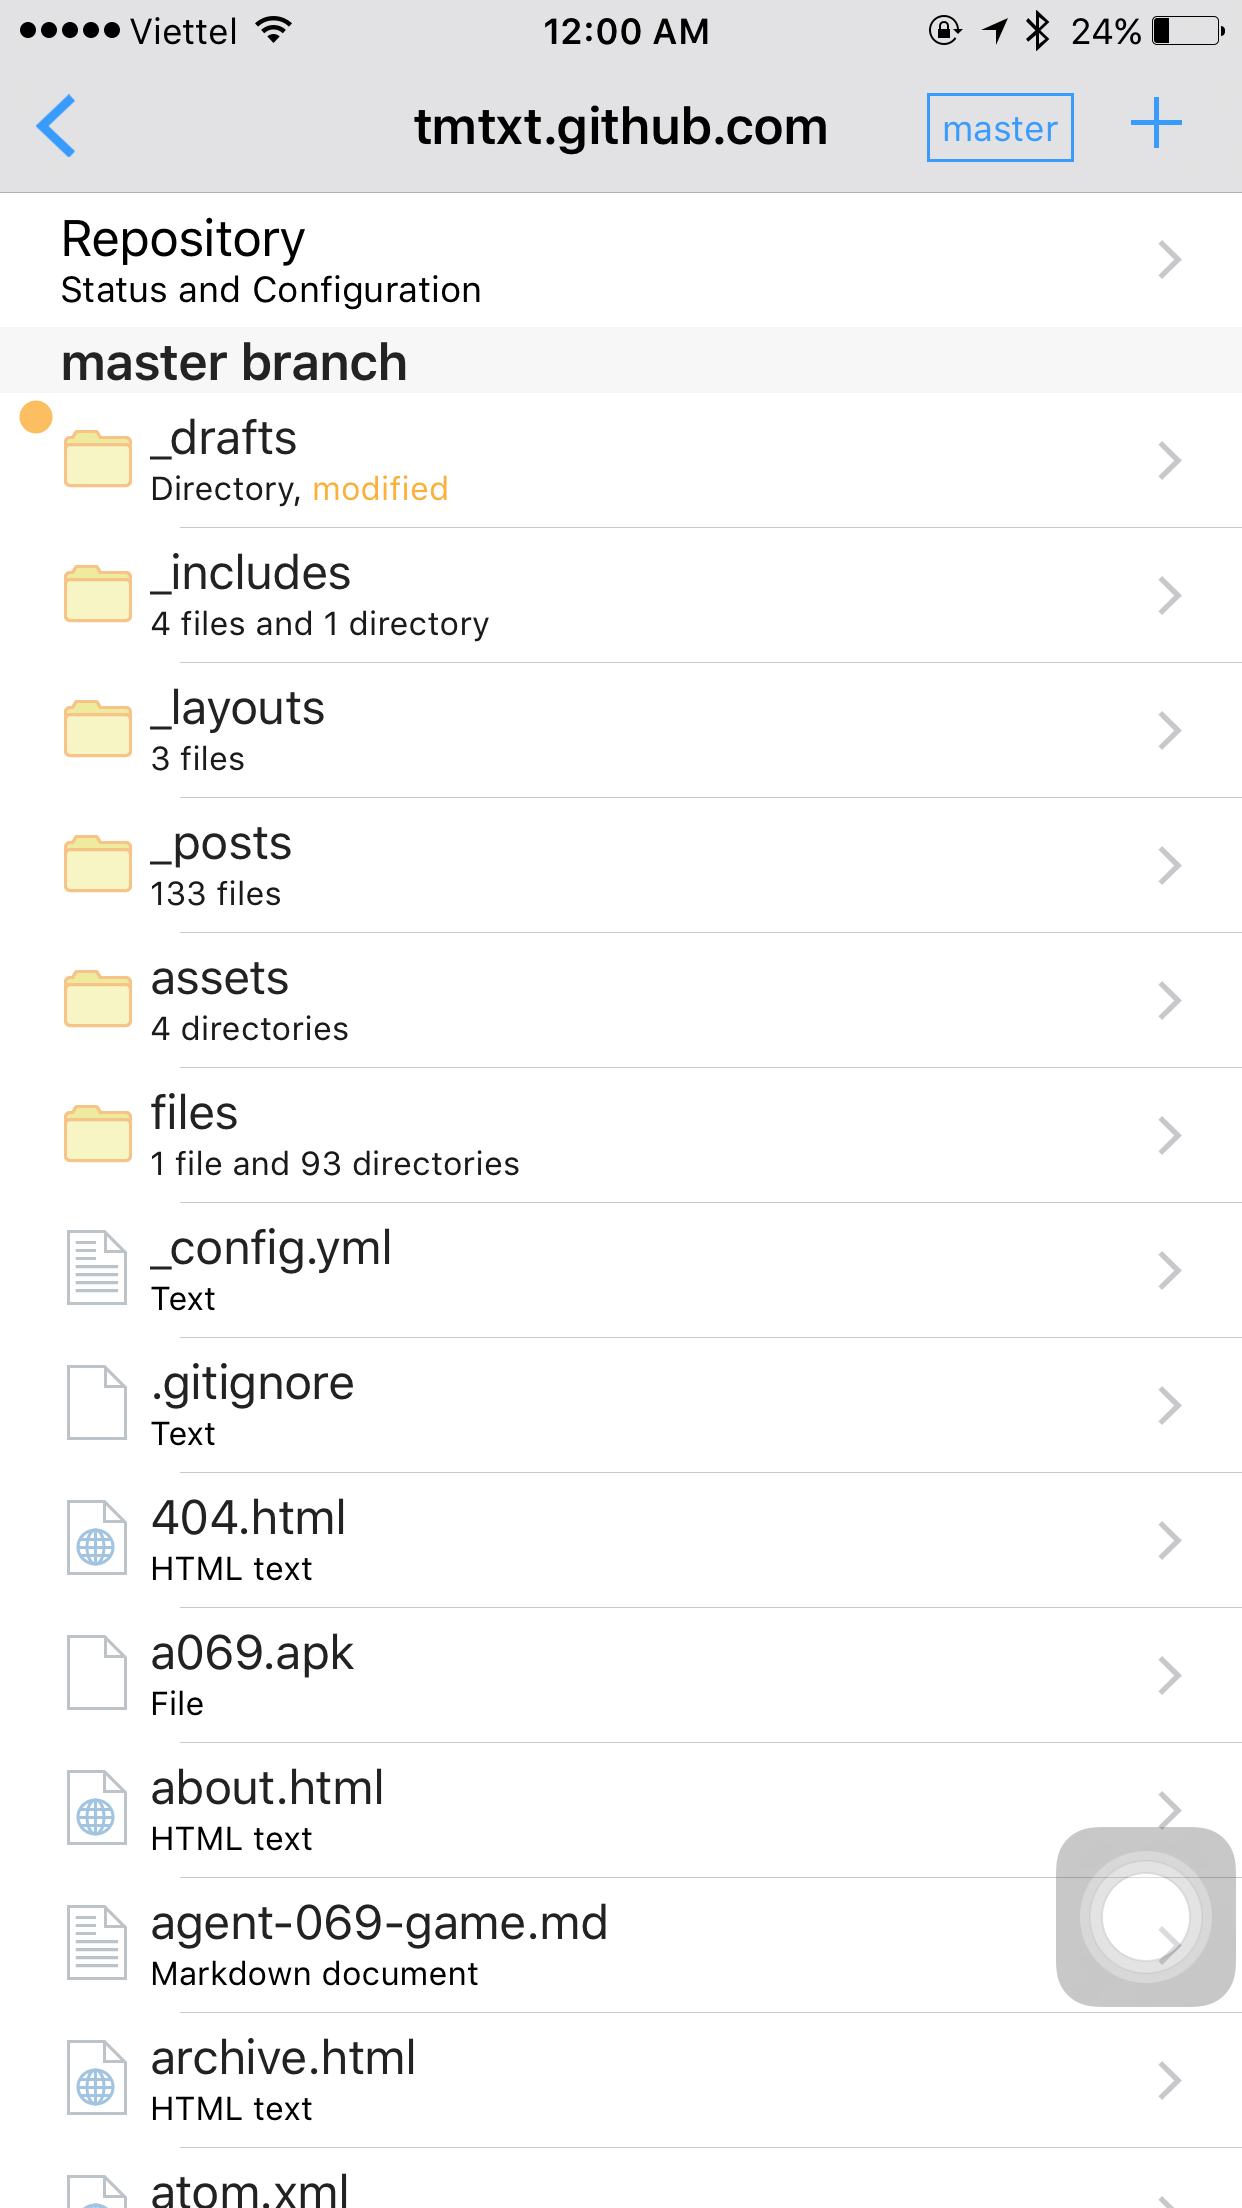 Viettel 12:00 AM 24%
tmtxt.github.com master
Repository
Status and Configuration
master branch
_drafts
Directory, modified
_includes
4 files and 1 directory
_layouts
3 files
_posts
133 files
assets
4 directories
files
1 file and 93 directories
_config.yml
Text
.gitignore
Text
404.html
HTML text
a069.apk
File
about.html
HTML text
agent-069-game.md
Markdown document
archive.html
HTML text
atom.xml